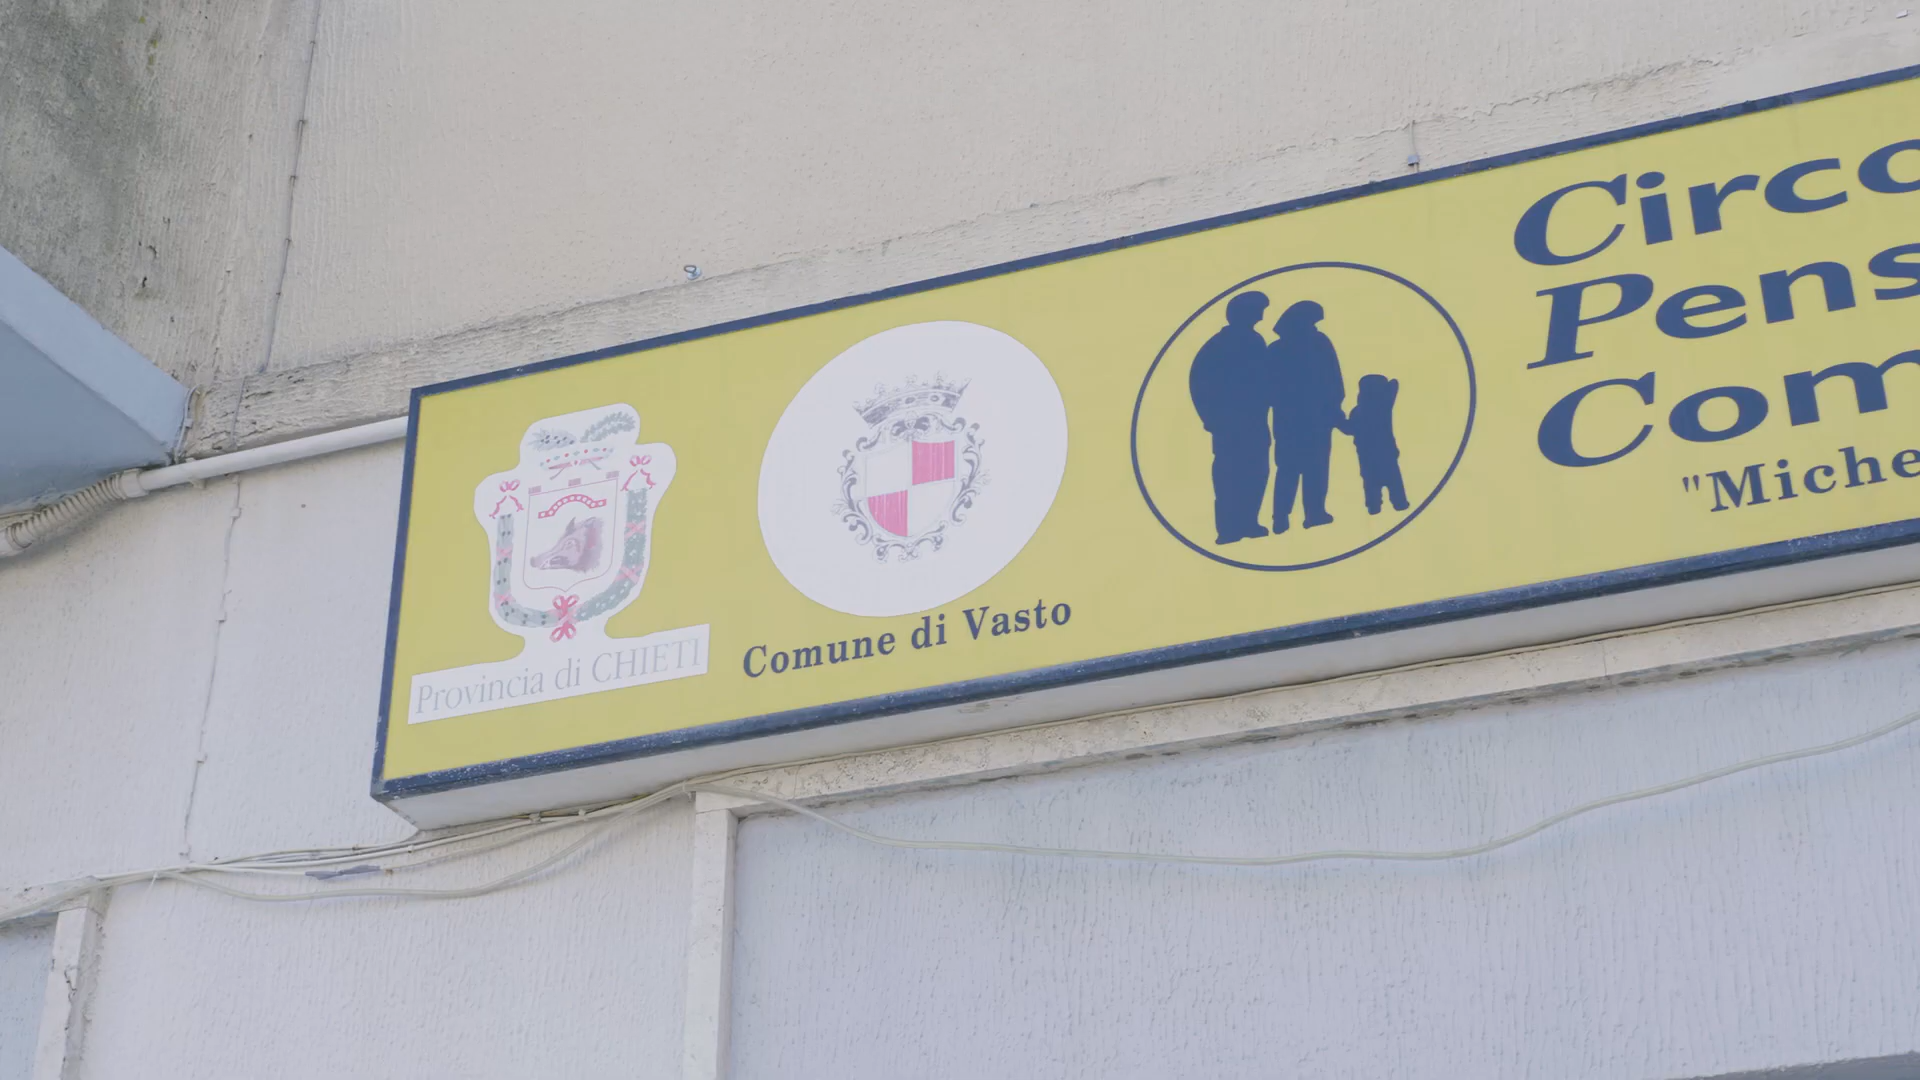 Provincia di CHIETI
Comune di Vasto
Circo
Pens
Com
"Miche